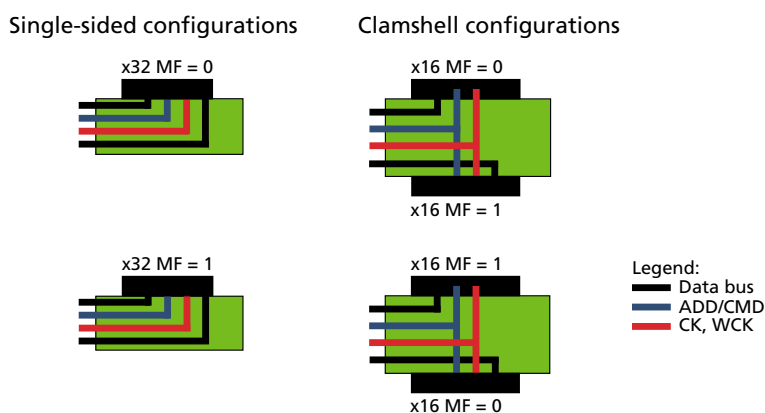 Single-sided configurations
Clamshell configurations
x32 MF = 0
x16 MF = 0
x16 MF = 1
x32 MF = 1
x16 MF = 1
Legend:
Data bus
ADD/CMD
CK, WCK
x16 MF = 0